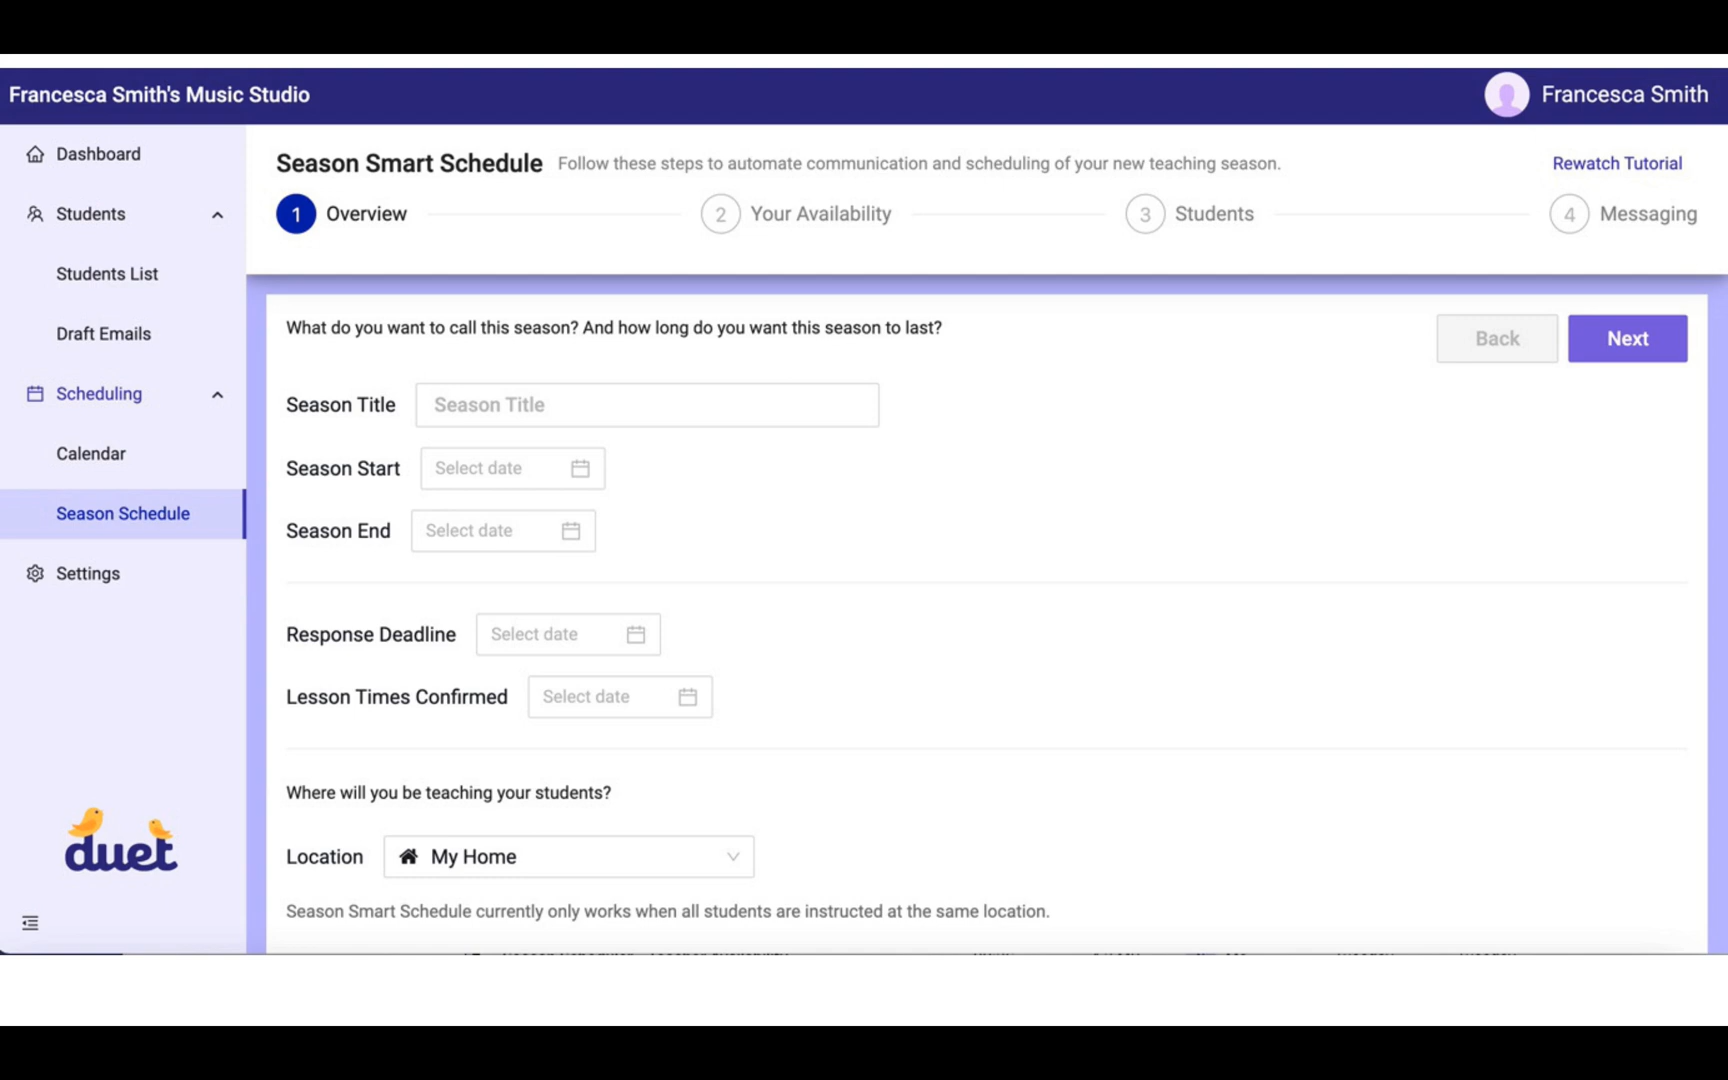 Francesca Smith's Music Studio
Francesca Smith
Dashboard
Students
Students List
Draft Emails
Scheduling
Calendar
Season Schedule
Settings
duet
Season Smart Schedule Follow these steps to automate communication and scheduling of your new teaching season.
Rewatch Tutorial
1 Overview
2 Your Availability
3 Students
4 Messaging
What do you want to call this season? And how long do you want this season to last?
Back
Next
Season Title Season Title
Season Start Select date
Season End Select date
Response Deadline Select date
Lesson Times Confirmed Select date
Where will you be teaching your students?
Location My Home
Season Smart Schedule currently only works when all students are instructed at the same location.